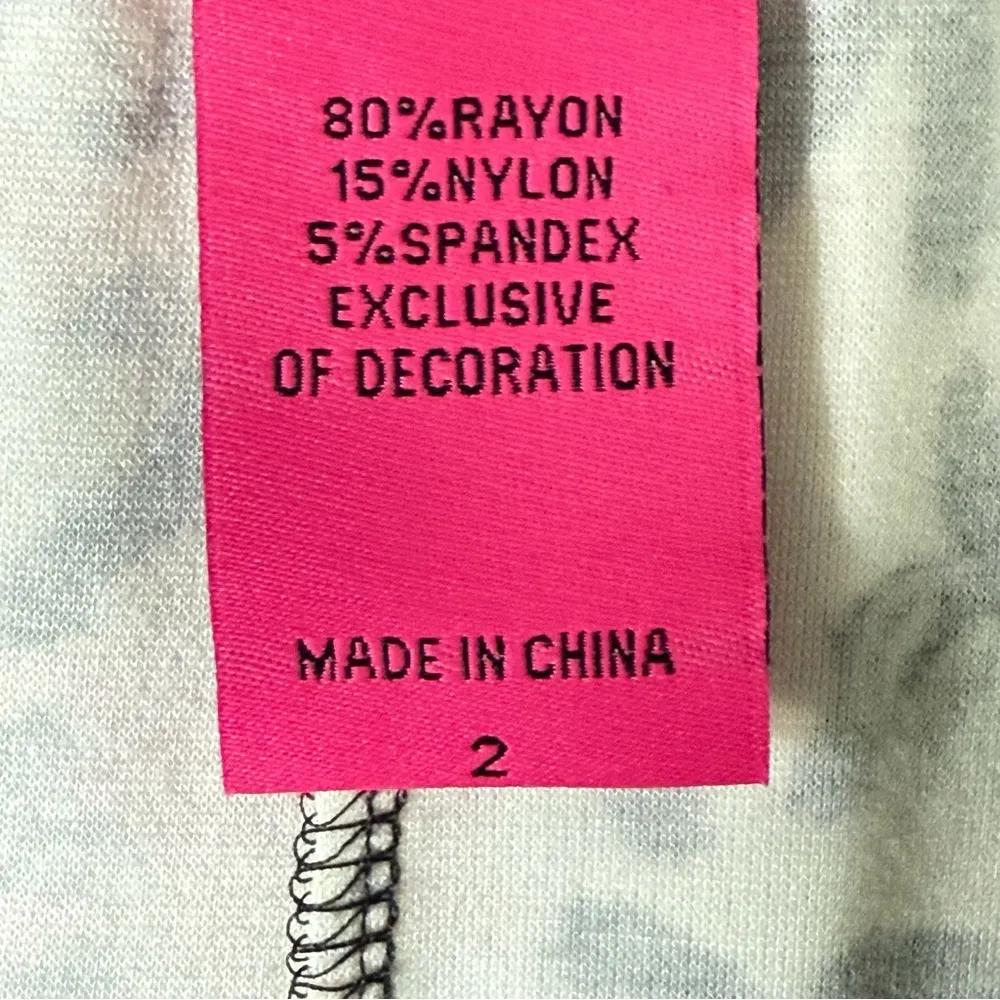 80%RAYON
15%NYLON
5%SPANDEX
EXCLUSIVE
OF DECORATION
MADE IN CHINA
2